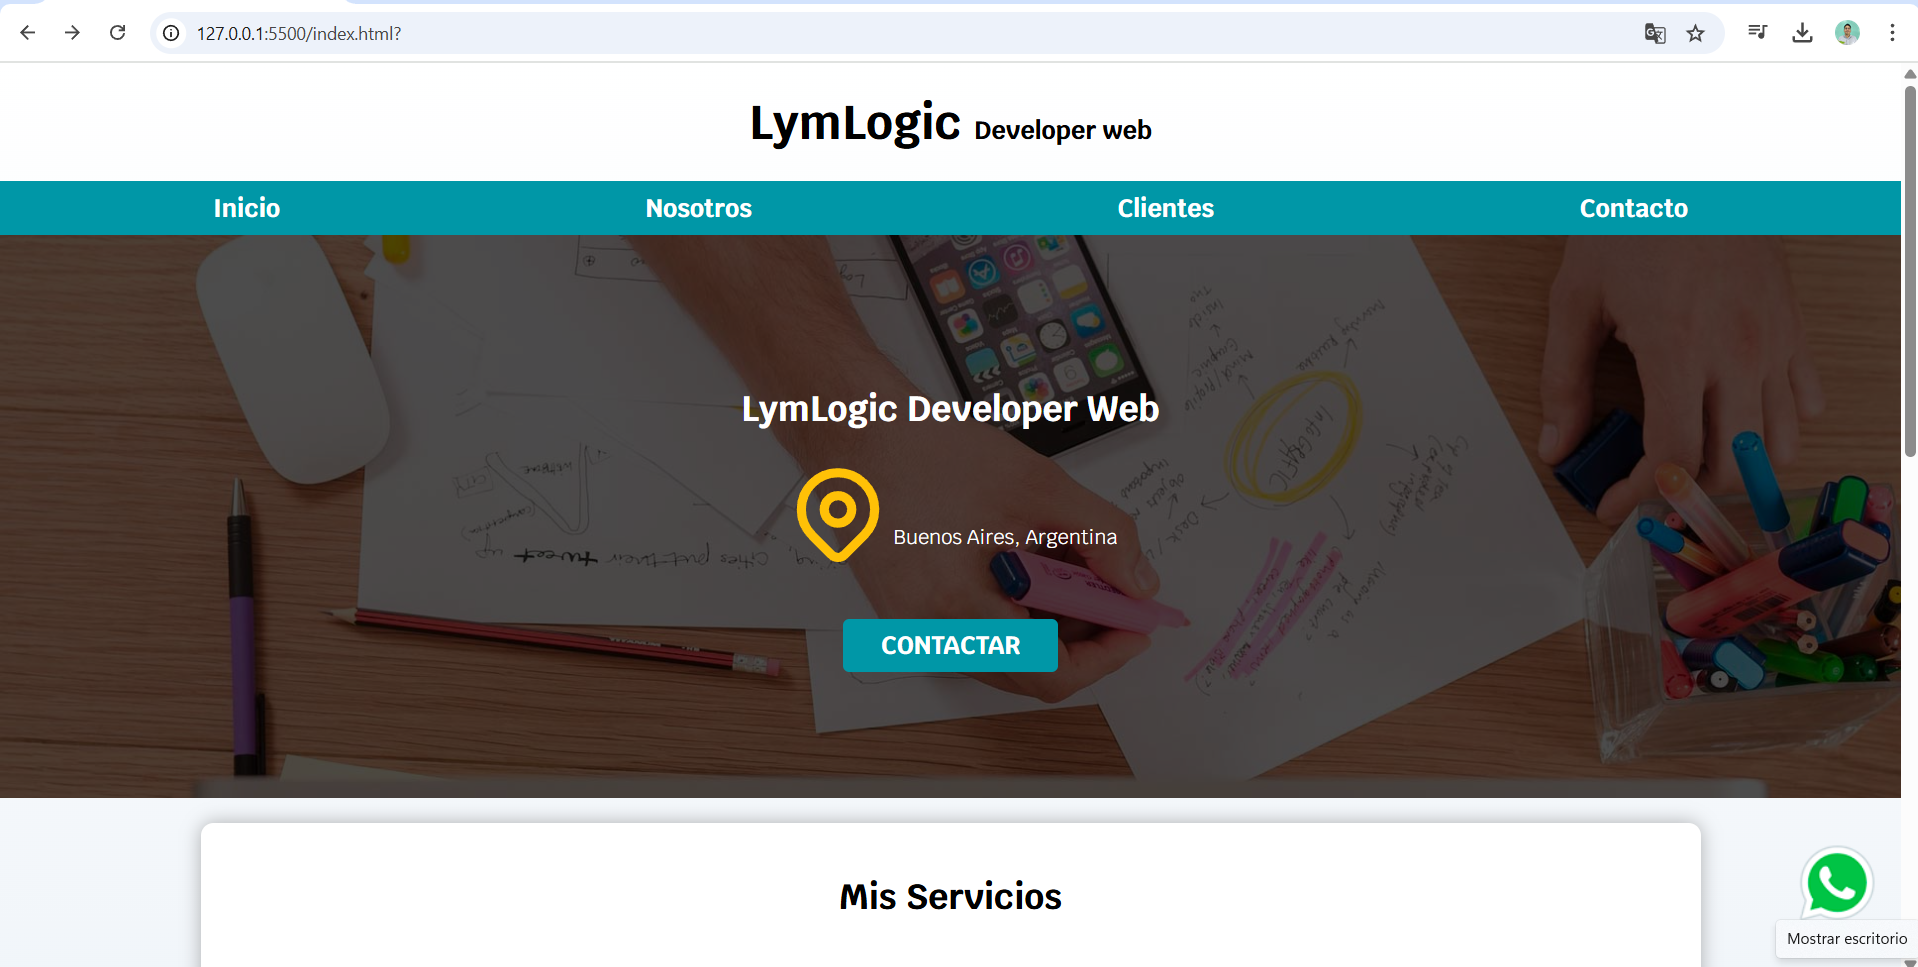 127.0.0.1:5500/index.html?
LymLogic Developer web
Inicio Nosotros Clientes Contacto
LymLogic Developer Web
Buenos Aires, Argentina
CONTACTAR
Mis Servicios
Mostrar escritorio